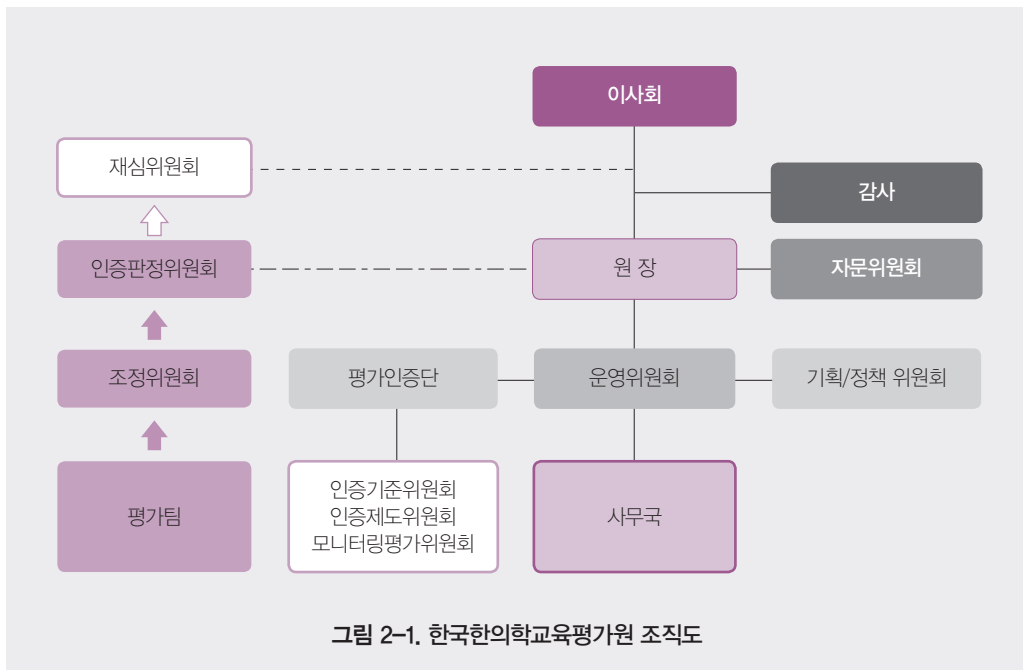 이사회
재심위원회
감사
인증판정위원회
원 장
자문위원회
조정위원회
평가인증단
운영위원회
기획/정책 위원회
평가팀
인증기준위원회
인증제도위원회
모니터링평가위원회
사무국
그림 2-1. 한국한의학교육평가원 조직도